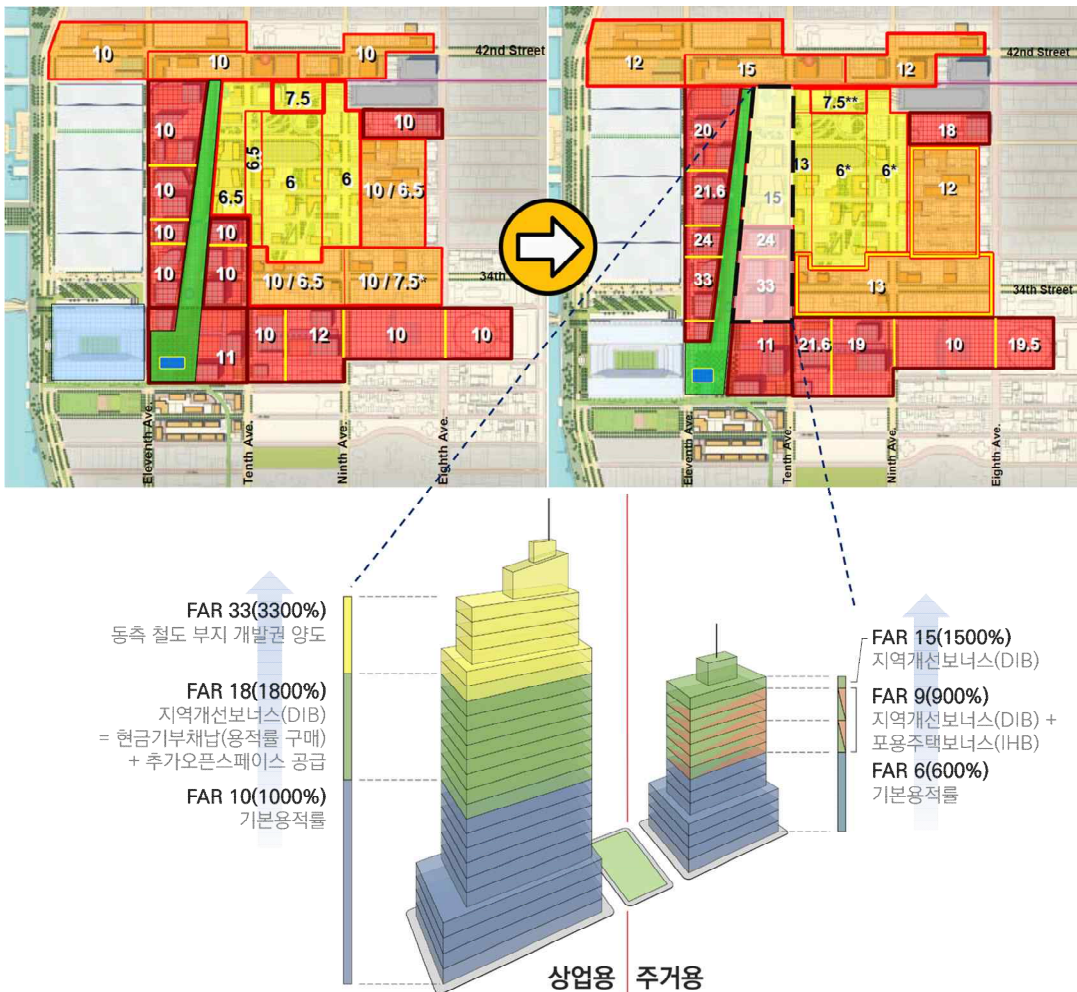 10
10
10
42nd Street
10
7.5
10
6.5
10
6.5
6
6
10 / 6.5
10
10
10
10
10 / 6.5
10 / 7.5*
34th
11
10
12
10
10
Eleventh Ave.
Tenth Ave.
Ninth Ave.
Eighth Ave.
12
15
12
42nd Street
20
7.5**
18
13
6*
6*
12
21.6
15
24
24
33
33
13
34th Street
11
21.6
19
10
19.5
Eleventh Ave.
Tenth Ave.
Ninth Ave.
Eighth Ave.
FAR 33(3300%)
동측 철도 부지 개발권 양도
FAR 18(1800%)
지역개선보너스(DIB)
= 현금기부채납(용적률 구매)
+ 추가오픈스페이스 공급
FAR 10(1000%)
기본용적률
FAR 15(1500%)
지역개선보너스(DIB)
FAR 9(900%)
지역개선보너스(DIB) +
포용주택보너스(IHB)
FAR 6(600%)
기본용적률
상업용
주거용